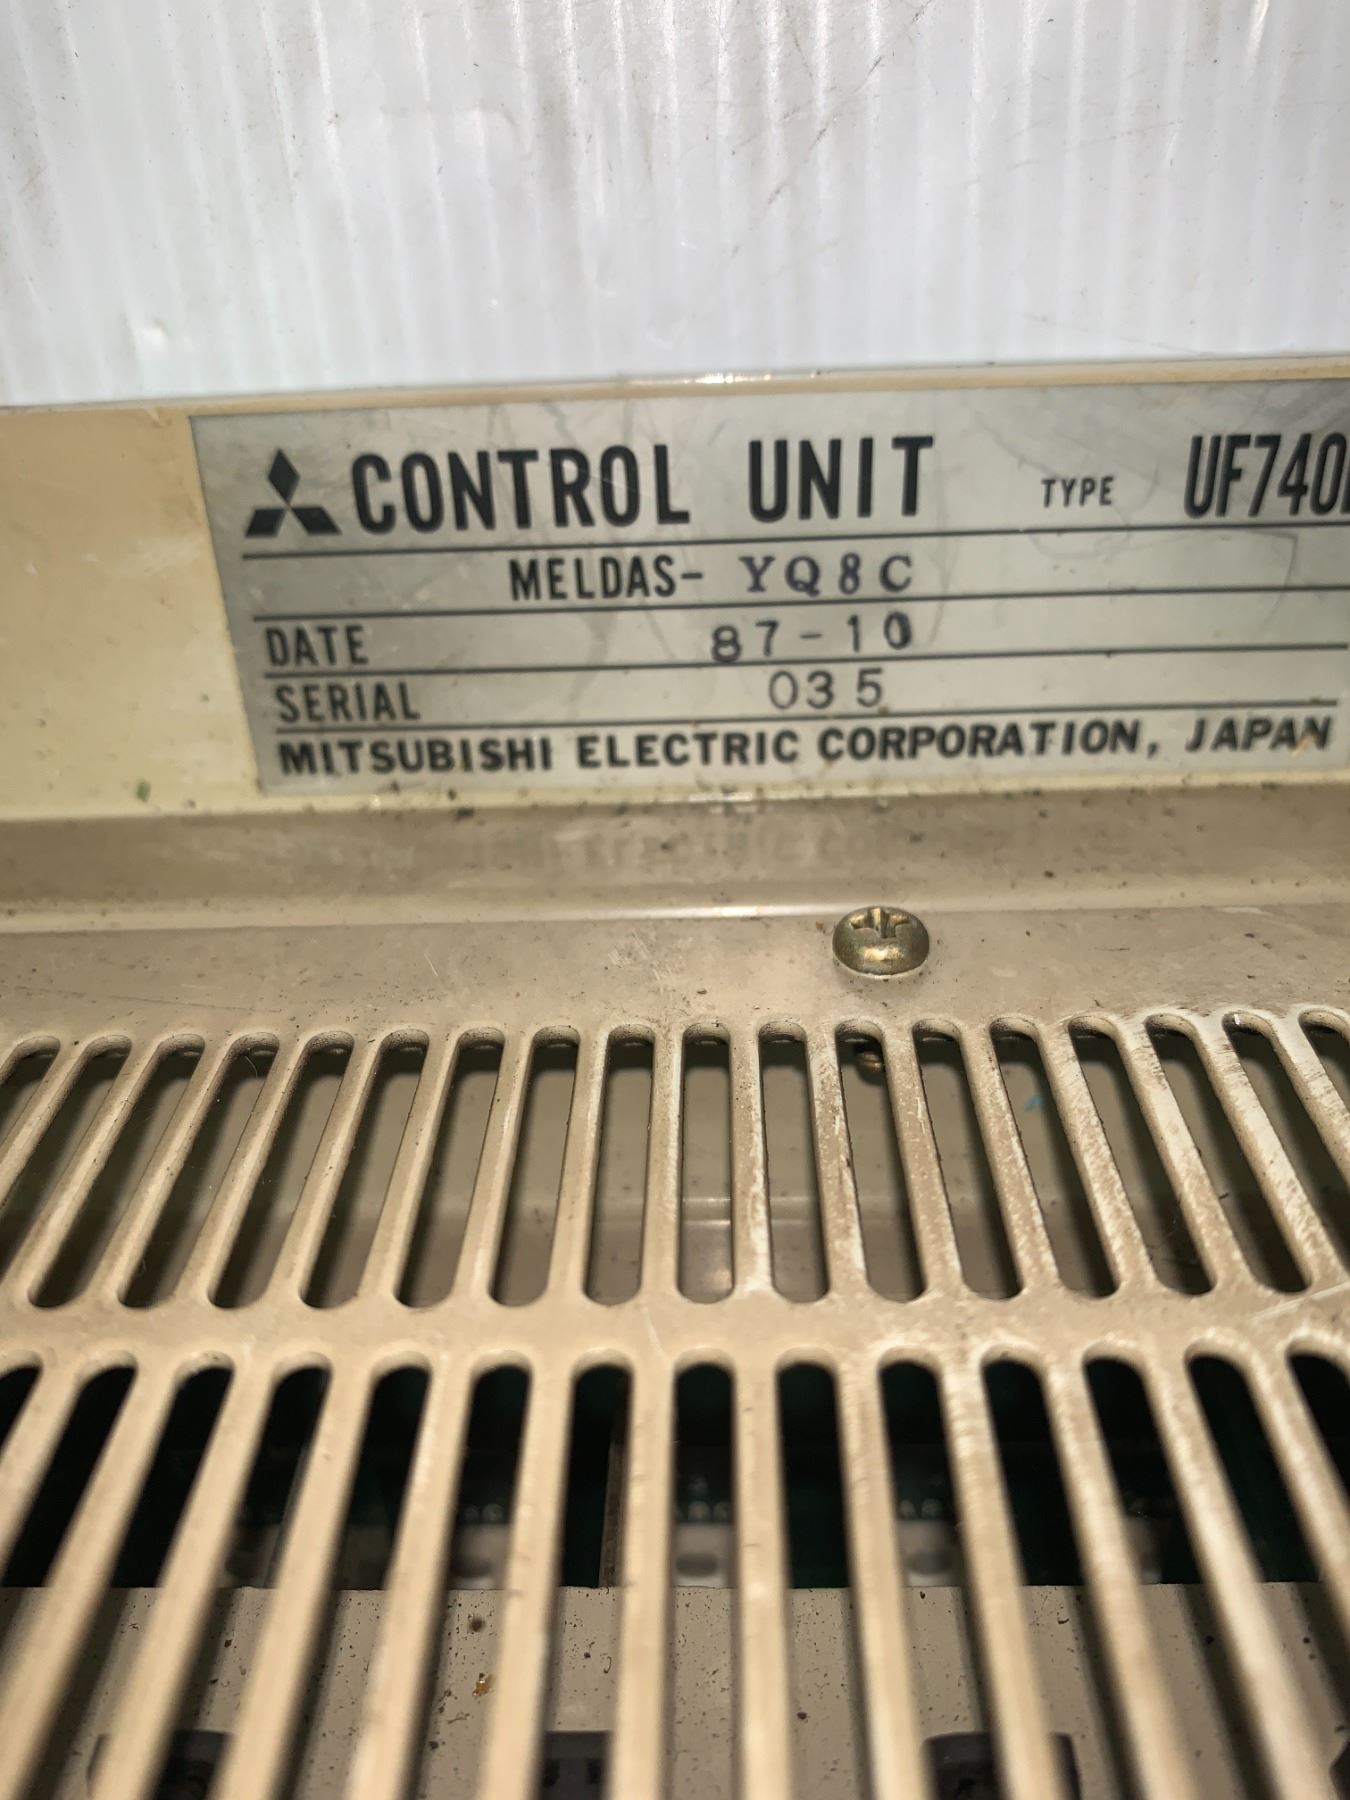 CONTROL UNIT TYPE UF740
MELDAS- YQ8C
DATE 87-10
SERIAL 035
MITSUBISHI ELECTRIC CORPORATION, JAPAN